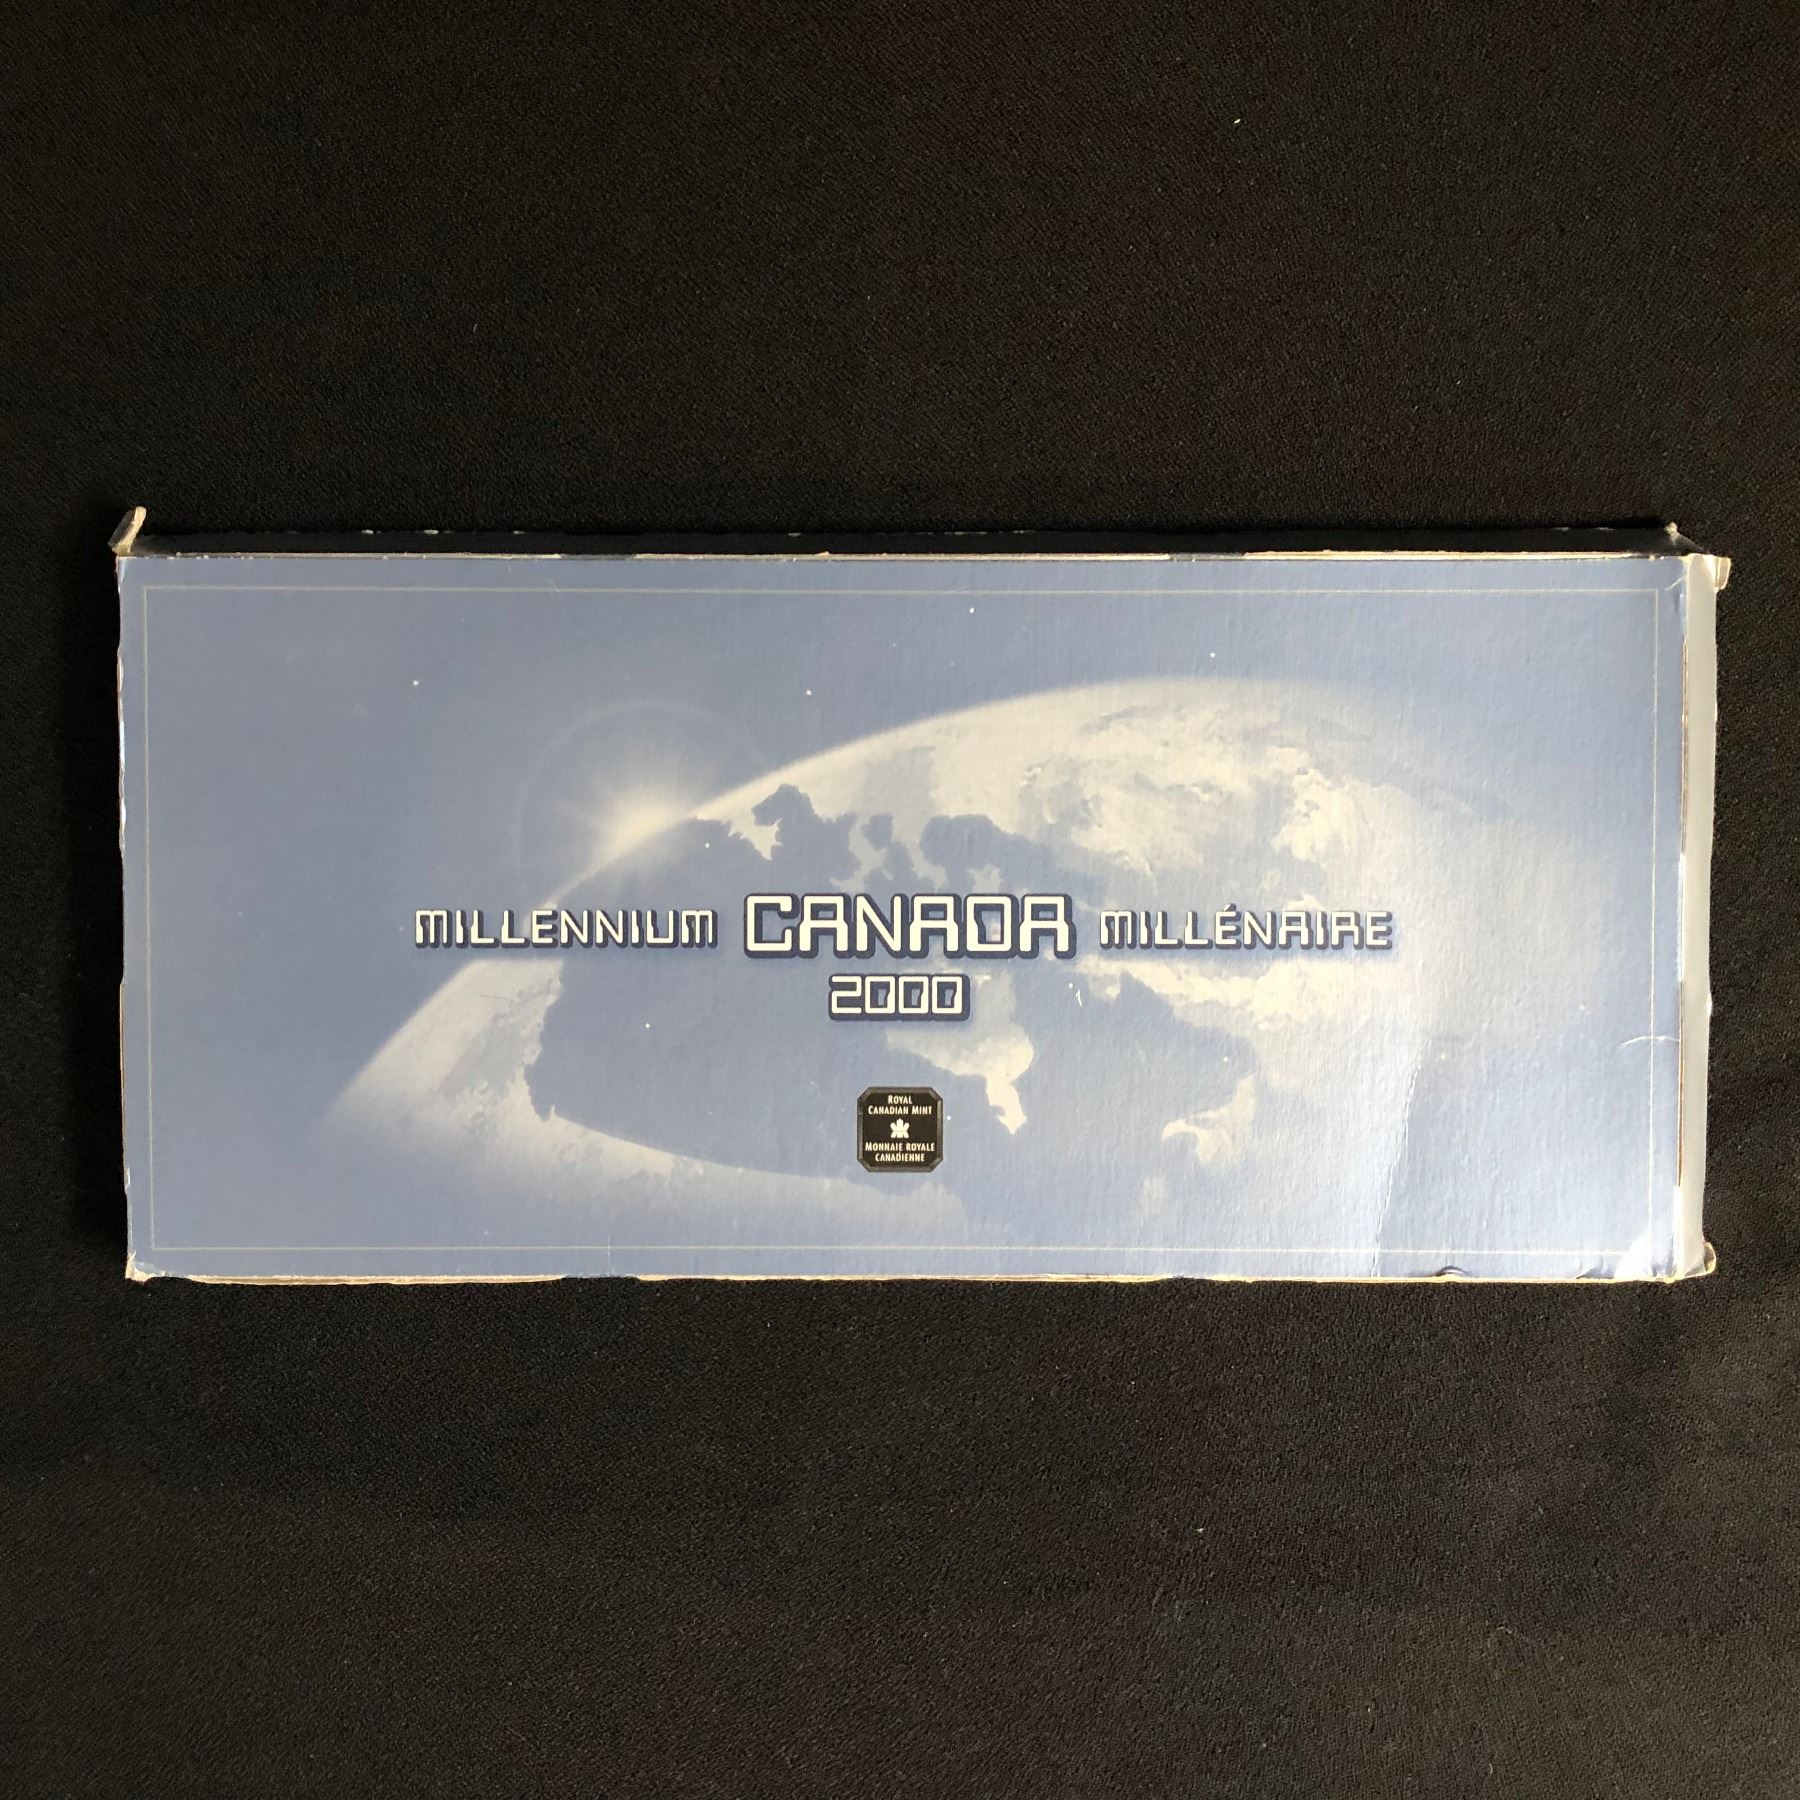 MILLENNIUM CANADA MILLÉNAIRE
2000
ROYAL
CANADIAN MINT
MONNAIE ROYALE
CANADIENNE